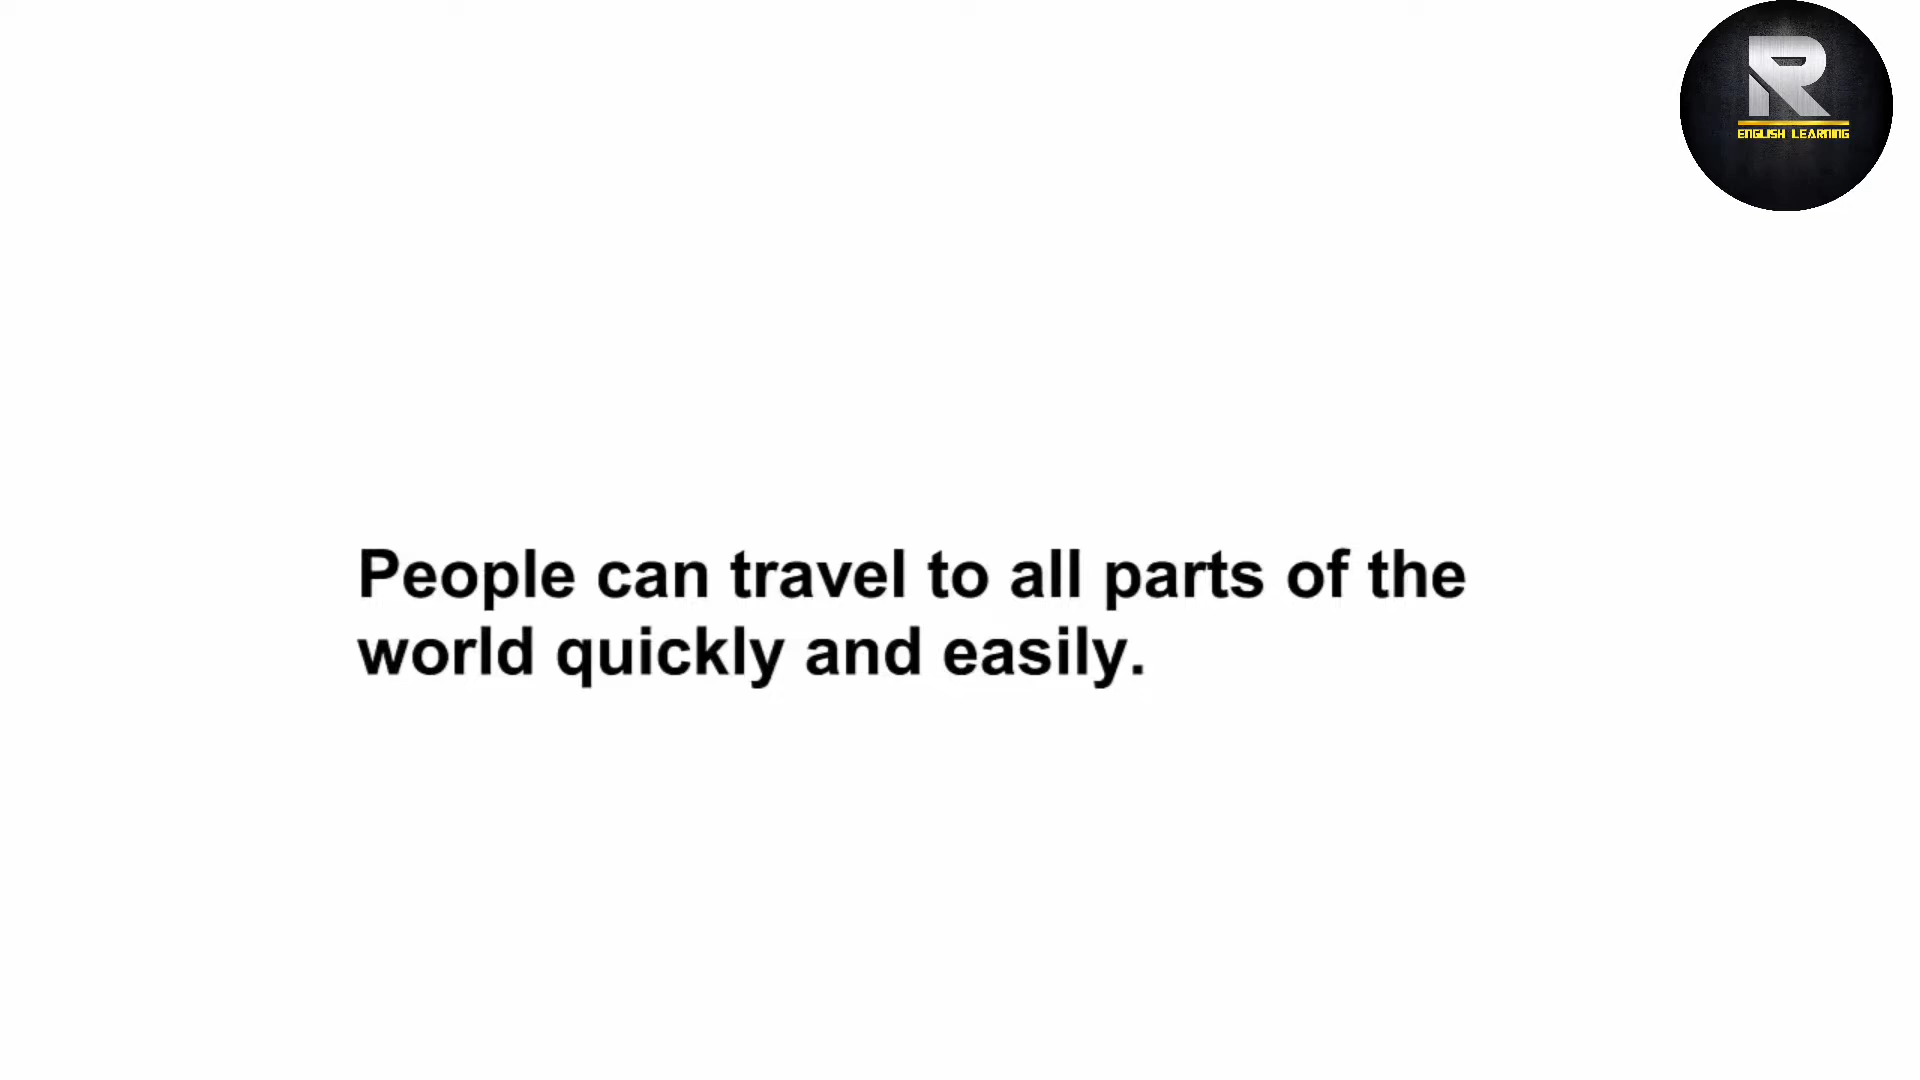 R
ENGLISH LEARNING
People can travel to all parts of the
world quickly and easily.